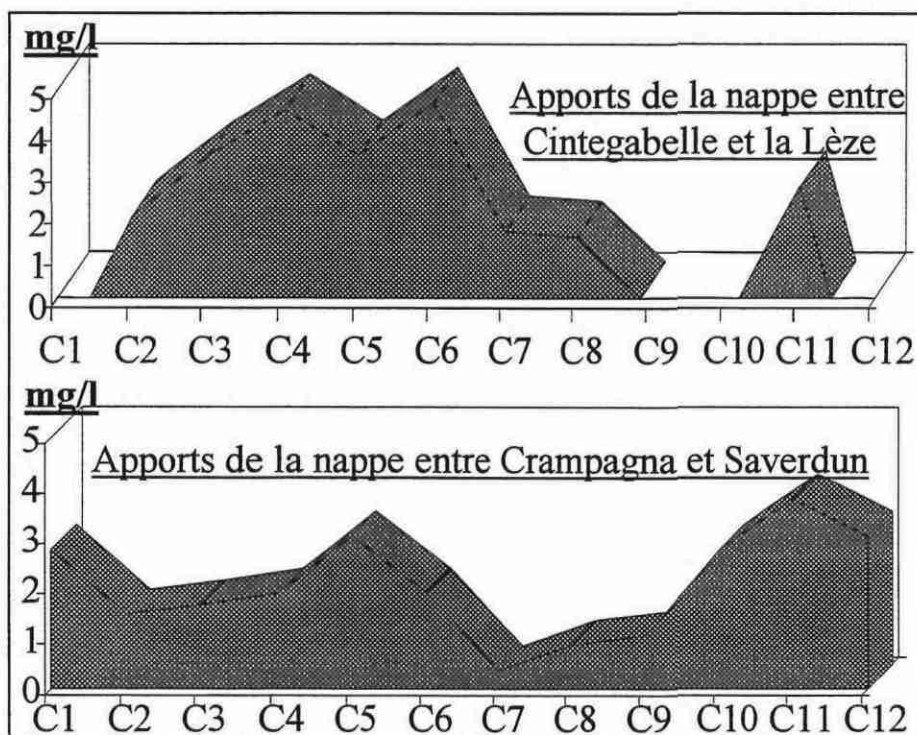 mg/l
5
Apports de la nappe entre
4
Cintegabelle et la Lèze
3
2
1
0
C1 C2 C3 C4 C5 C6 C7 C8 C9 C10 C11 C12
mg/l
5
Apports de la nappe entre Crampagna et Saverdun
4
3
2
1
0
C1 C2 C3 C4 C5 C6 C7 C8 C9 C10 C11 C12